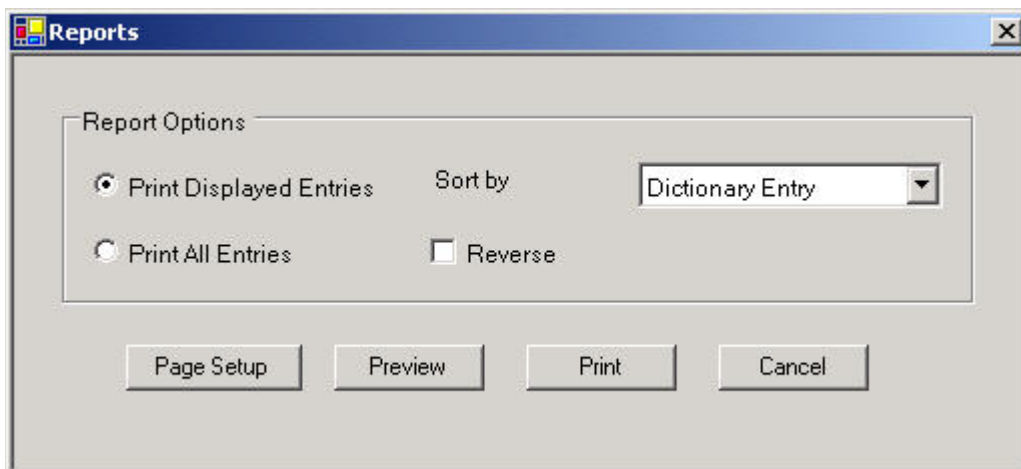 Reports
Report Options
Print Displayed Entries
Sort by
Dictionary Entry
Print All Entries
Reverse
Page Setup
Preview
Print
Cancel